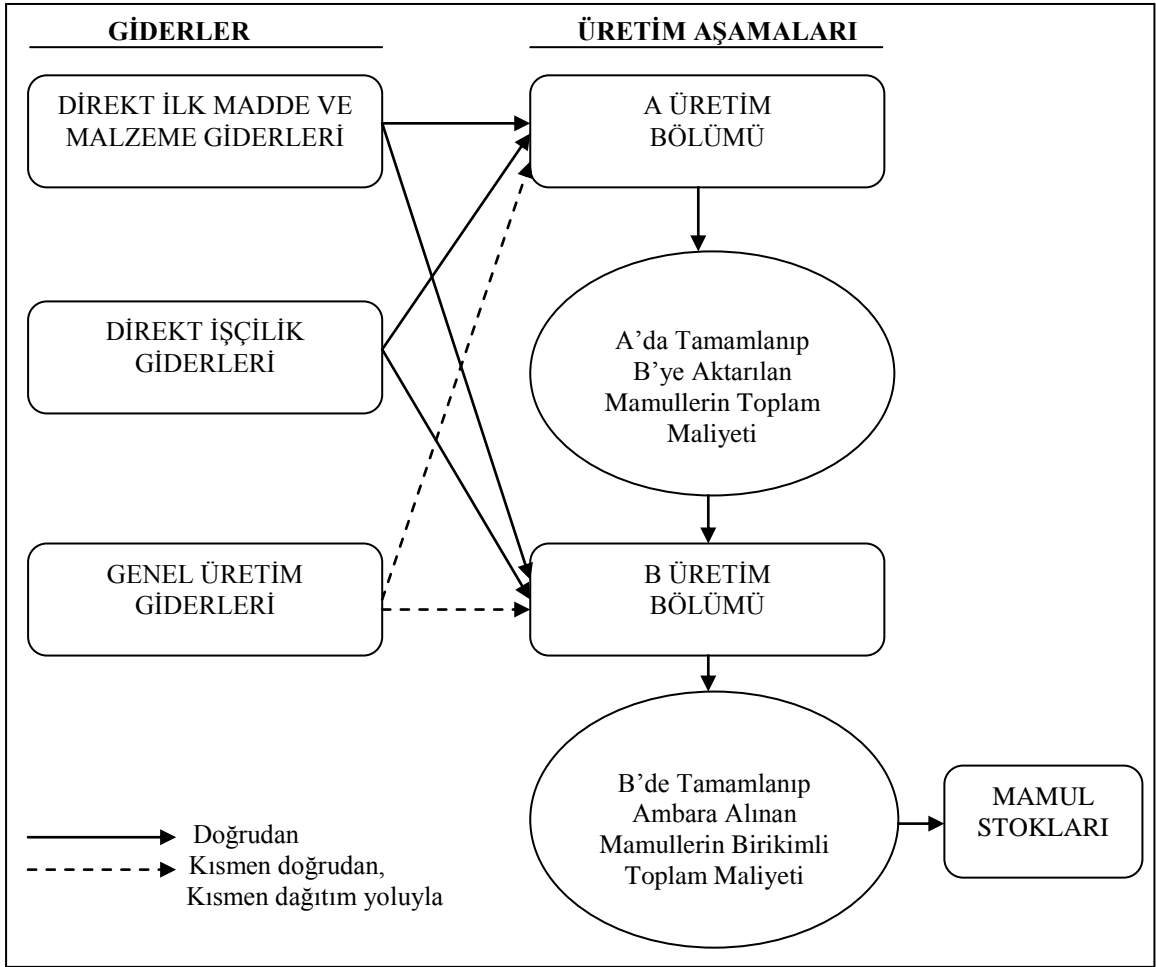 GİDERLER
ÜRETİM AŞAMALARI
DİREKT İLK MADDE VE
MALZEME GİDERLERİ
A ÜRETİM
BÖLÜMÜ
DİREKT İŞÇİLİK
GİDERLERİ
A’da Tamamlanıp
B’ye Aktarılan
Mamullerin Toplam
Maliyeti
GENEL ÜRETİM
GİDERLERİ
B ÜRETİM
BÖLÜMÜ
B’de Tamamlanıp
Ambara Alınan
Mamullerin Birikimli
Toplam Maliyeti
MAMUL
STOKLARI
Doğrudan
Kısmen doğrudan,
Kısmen dağıtım yoluyla